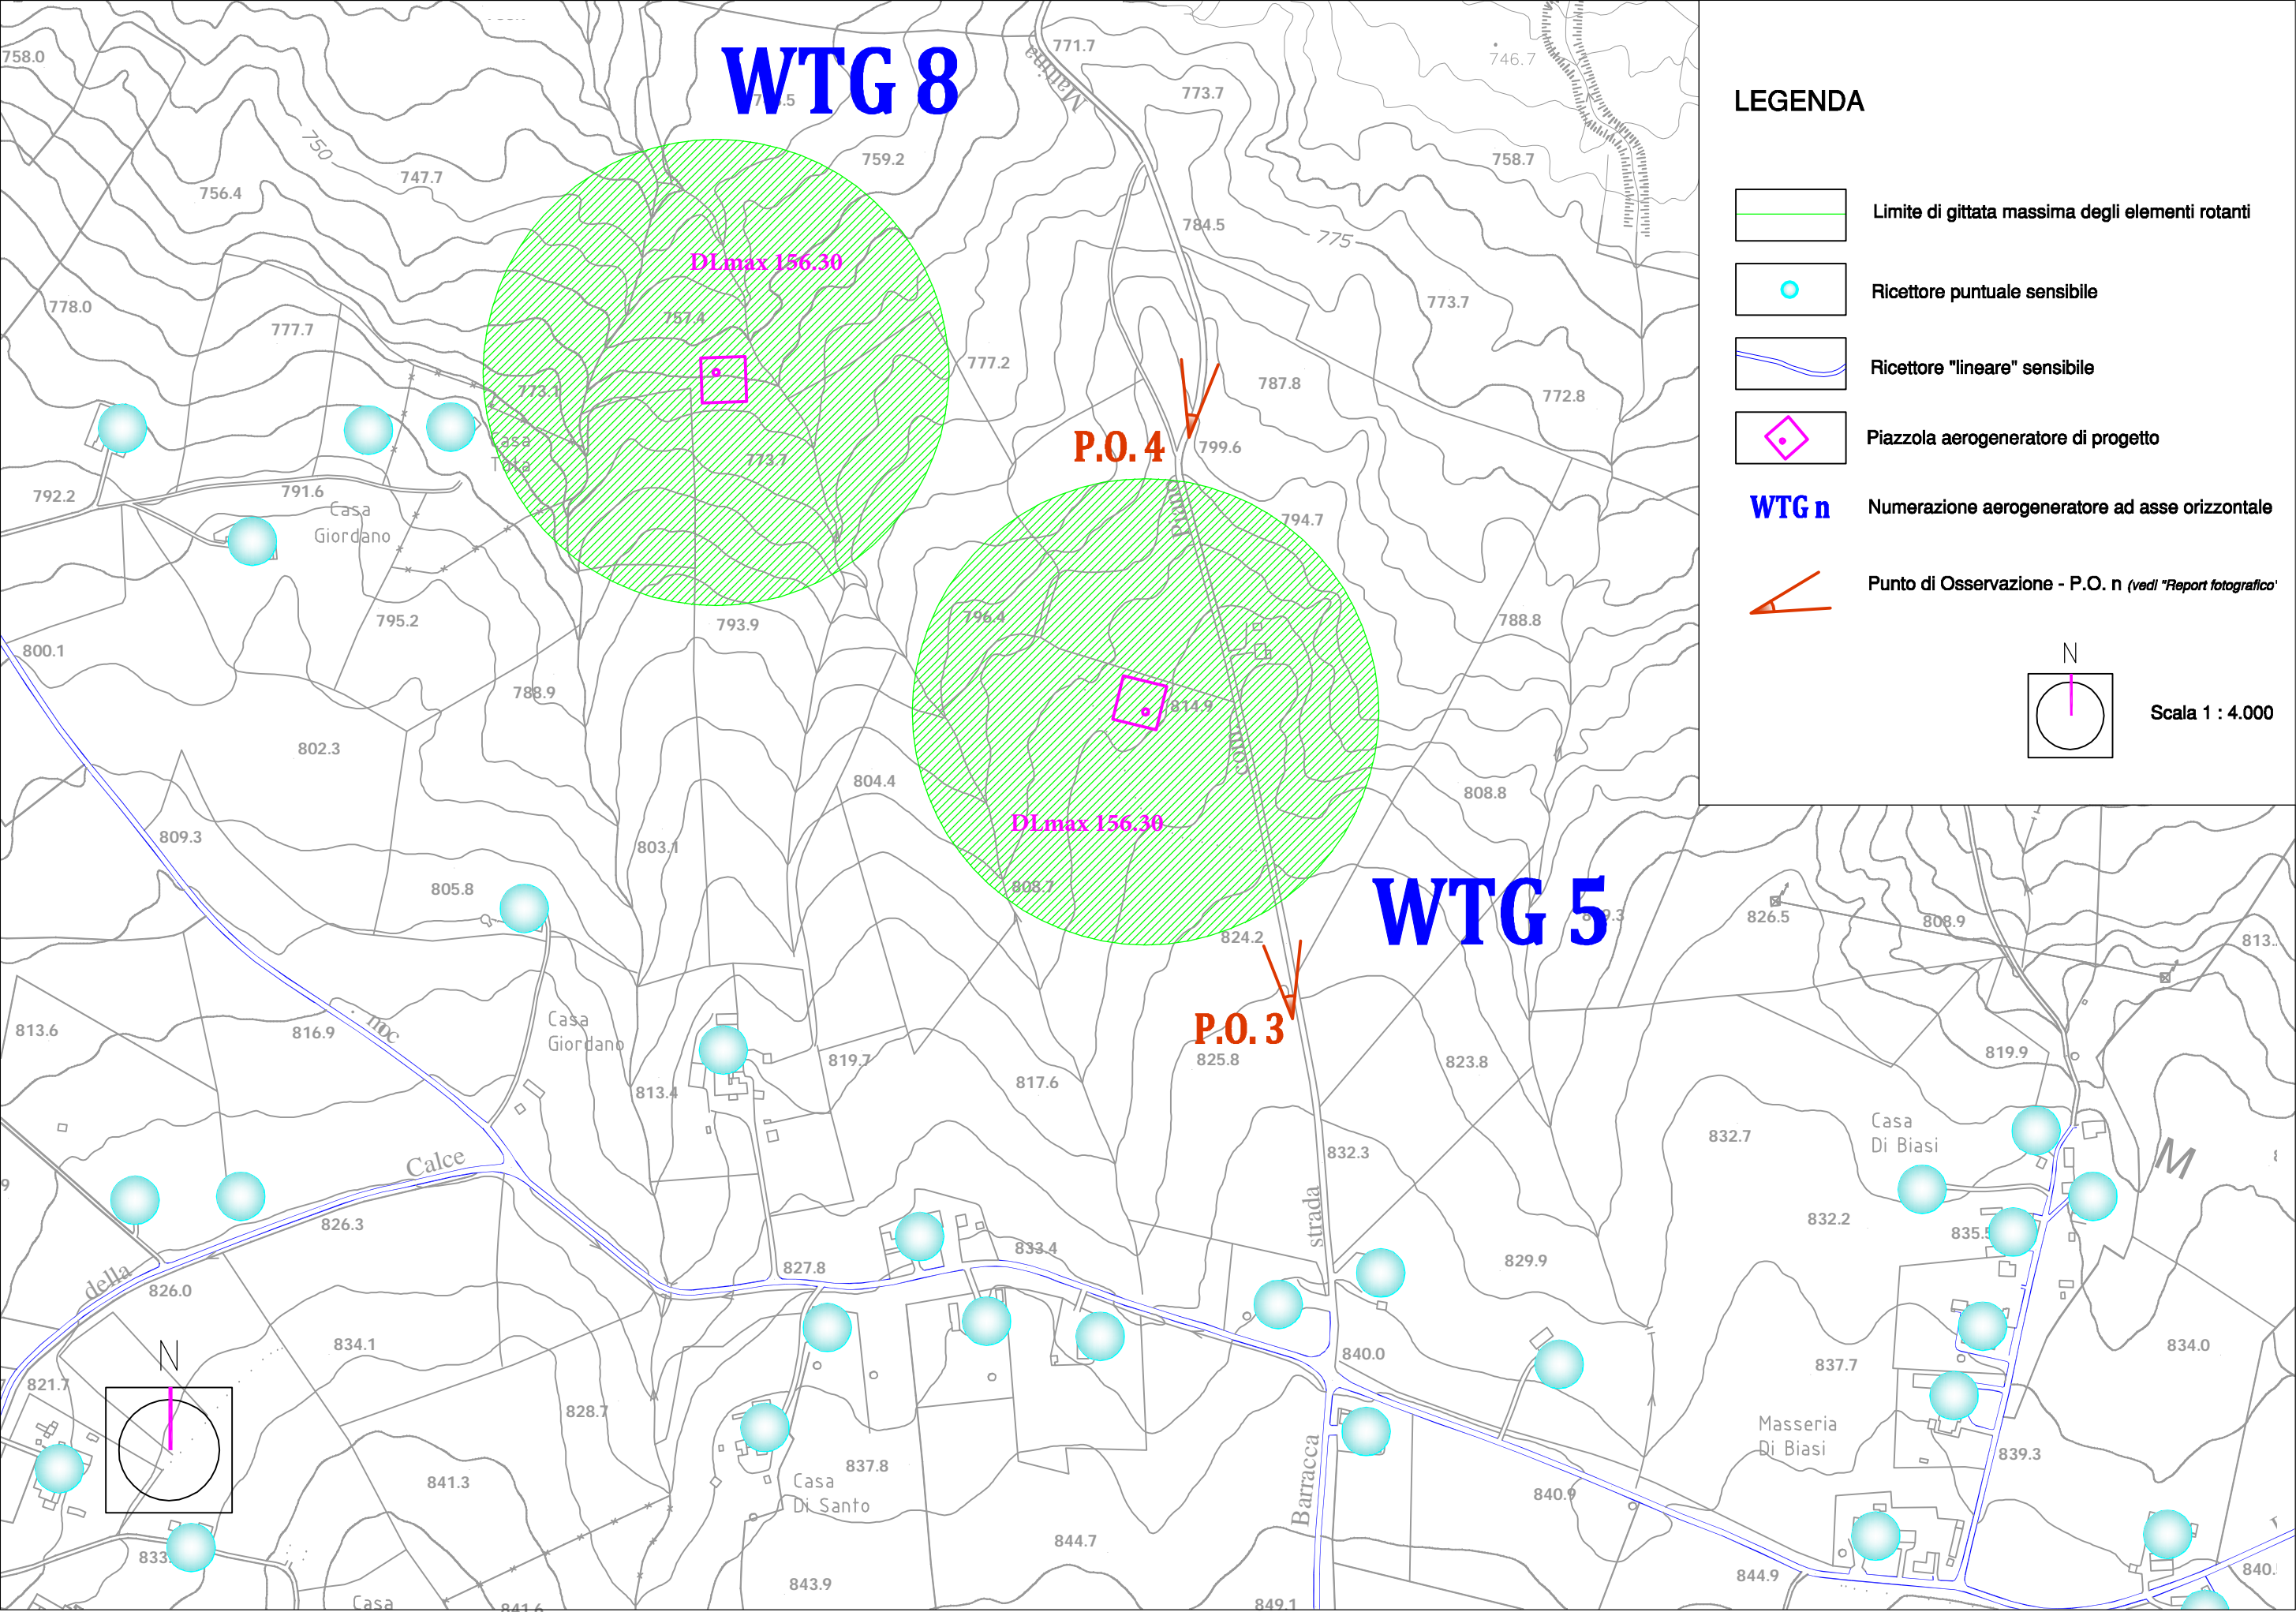 758.0
771.7
746.7
WTG 8
Mattina
773.7
750
759.2
758.7
747.7
756.4
784.5
775
DLmax 156.30
778.0
777.7
757.4
773.7
777.2
787.8
772.8
773.1
Casa
Tota
P.O. 4
799.6
773.7
792.2
791.6
Casa
Giordano
Piano
794.7
795.2
793.9
796.4
788.8
800.1
788.9
814.9
802.3
com.
804.4
808.8
DLmax 156.30
809.3
803.1
805.8
808.7
WTG 5
826.5
808.9
824.2
813.6
816.9
com.
Casa
Giordano
P.O. 3
819.7
825.8
823.8
819.9
817.6
813.4
Casa
Di Biasi
832.7
M
832.3
Calce
826.3
strada
832.2
833.4
829.9
827.8
della
826.0
N
834.1
840.0
837.7
834.0
821.7
828.7
Masseria
Di Biasi
839.3
837.8
841.3
Casa
Di Santo
Barracca
840.9
844.7
844.9
843.9
Casa
841.6
849.1
LEGENDA
Limite di gittata massima degli elementi rotanti
Ricettore puntuale sensibile
Ricettore "lineare" sensibile
Piazzola aerogeneratore di progetto
WTG n Numerazione aerogeneratore ad asse orizzontale
Punto di Osservazione - P.O. n (vedi "Report fotografico"
N
Scala 1 : 4.000